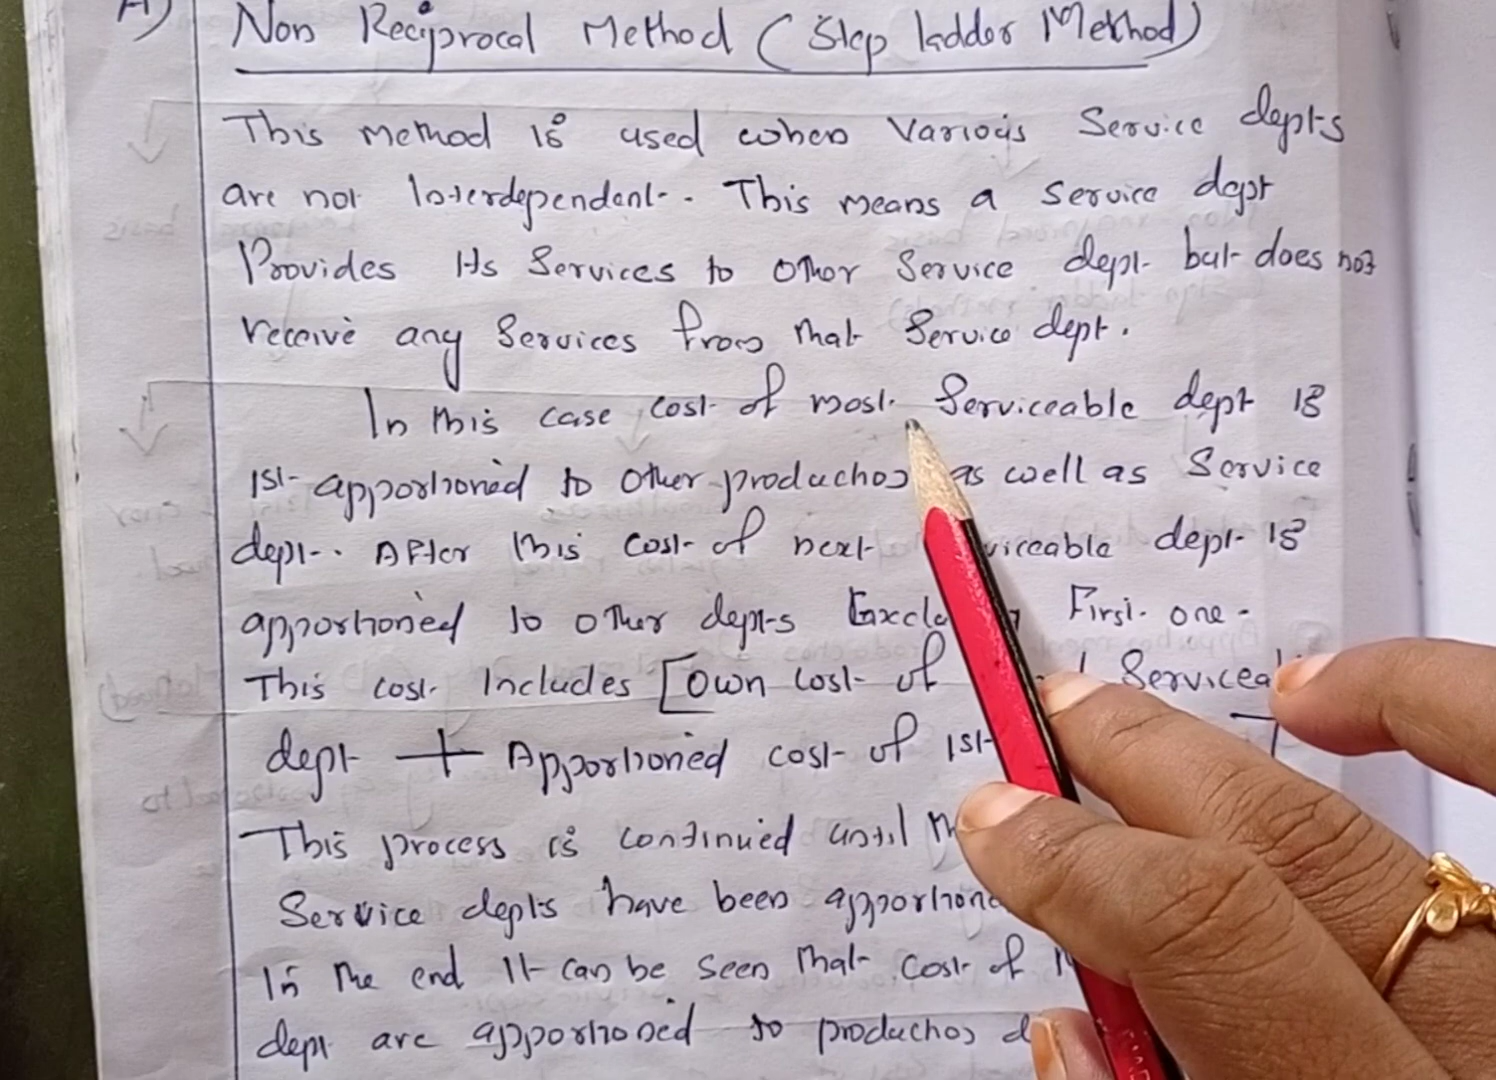 A) Non Reciprocal Method (Step ladder Method)
This method is used when various Service depts
are not Interdependent. This means a service dept
Provides Its Services to other Service dept. but does not
receive any Services from that Service dept.
In this case cost of most Serviceable dept is
1st apportioned to other production as well as Service
dept. After this cost of next dept is
apportioned to other depts First one.
This cost Includes [Own cost of
dept + Apportioned cost of 1st
This process is continued until
Service depts have been
In the end It can be seen that cost of
dept are apportioned to production